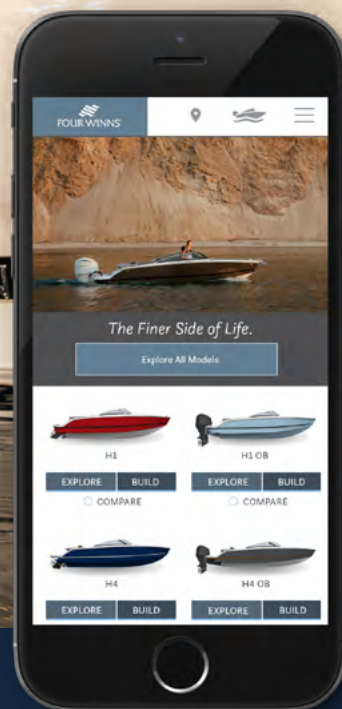 FOUR WINNS®
The Finer Side of Life.
Explore All Models
H1
H1 OB
EXPLORE BUILD
EXPLORE BUILD
COMPARE
COMPARE
H4
H4 OB
EXPLORE BUILD
EXPLORE BUILD